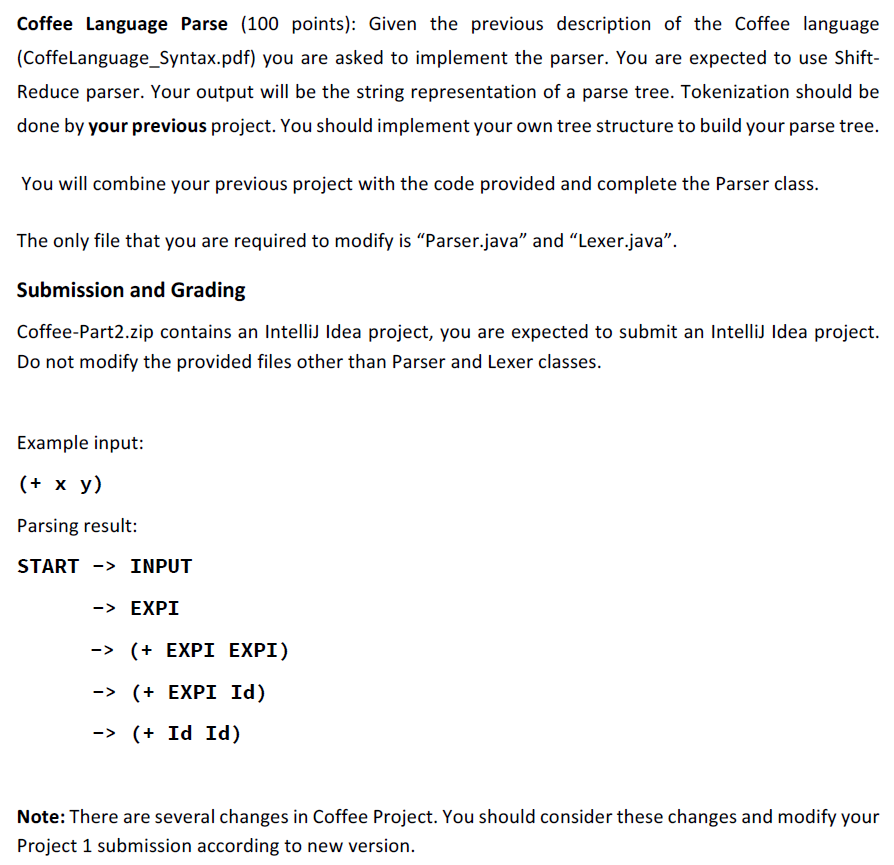 Coffee Language Parse (100 points): Given the previous description of the Coffee language
(CoffeLanguage_Syntax.pdf) you are asked to implement the parser. You are expected to use Shift-
Reduce parser. Your output will be the string representation of a parse tree. Tokenization should be
done by your previous project. You should implement your own tree structure to build your parse tree.
You will combine your previous project with the code provided and complete the Parser class.
The only file that you are required to modify is “Parser.java” and “Lexer.java”.
Submission and Grading
Coffee-Part2.zip contains an IntelliJ Idea project, you are expected to submit an IntelliJ Idea project.
Do not modify the provided files other than Parser and Lexer classes.
Example input:
(+ x y)
Parsing result:
START -> INPUT
-> EXPI
-> (+ EXPI EXPI)
-> (+ EXPI Id)
-> (+ Id Id)
Note: There are several changes in Coffee Project. You should consider these changes and modify your
Project 1 submission according to new version.